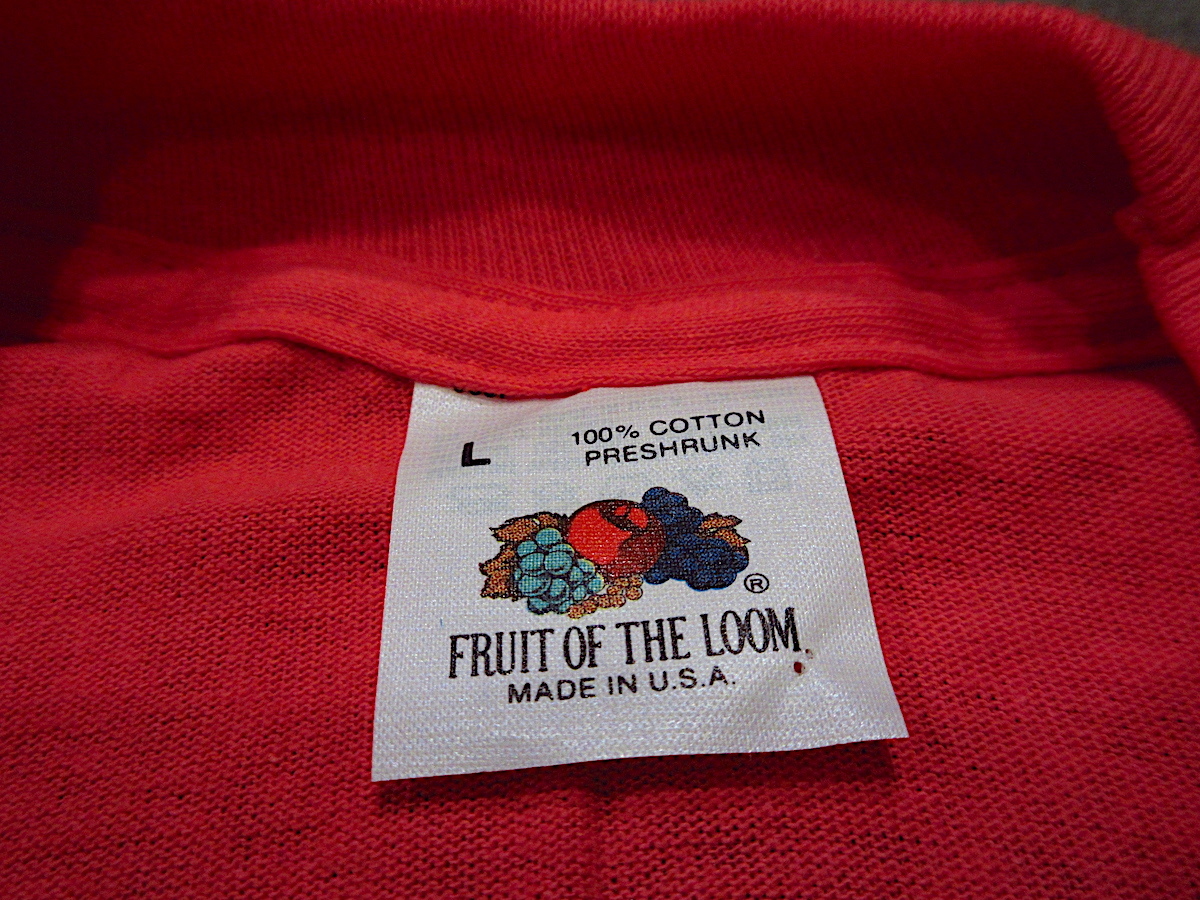 L
100% COTTON
PRESHRUNK
®
FRUIT OF THE LOOM.
MADE IN U.S.A.